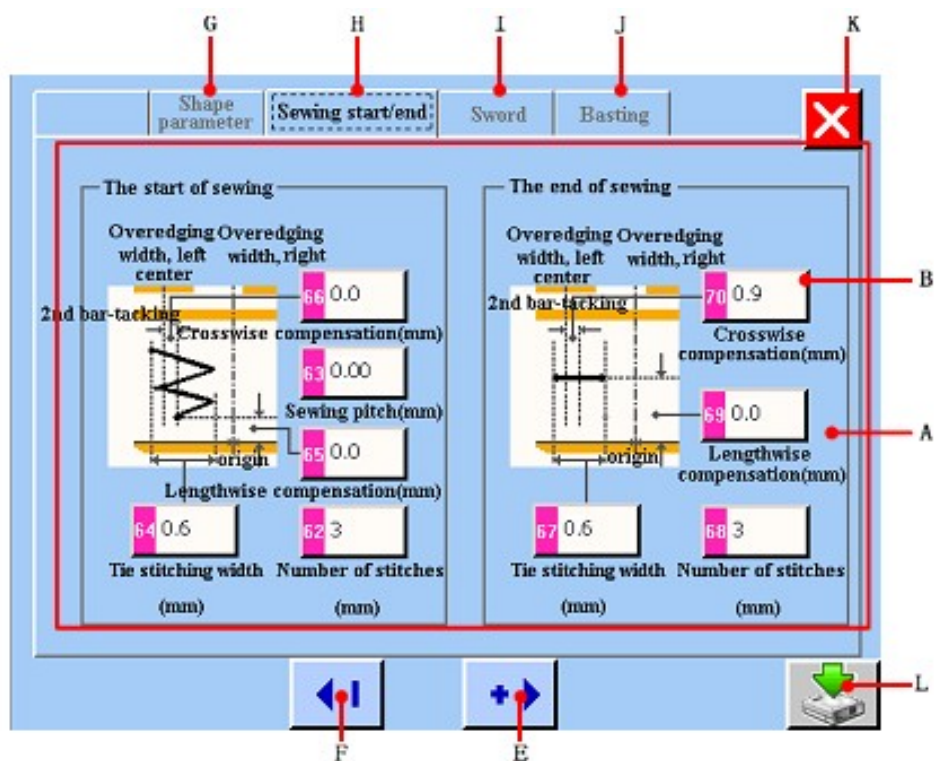 G H I J K
Shape
parameter
Sewing start/end
Sword
Basting
The start of sewing
Overedging
width, left
center
Overedging
width, right
2nd bar-tacking
66 0.0
Crosswise compensation(mm)
63 0.00
Sewing pitch(mm)
65 0.0
origin
Lengthwise compensation(mm)
64 0.6
Tie stitching width
(mm)
62 3
Number of stitches
(mm)
The end of sewing
Overedging
width, left
center
Overedging
width, right
2nd bar-tacking
70 0.9
B
Crosswise
compensation(mm)
69 0.0
A
origin
Lengthwise
compensation(mm)
67 0.6
Tie stitching width
(mm)
68 3
Number of stitches
(mm)
L
F E